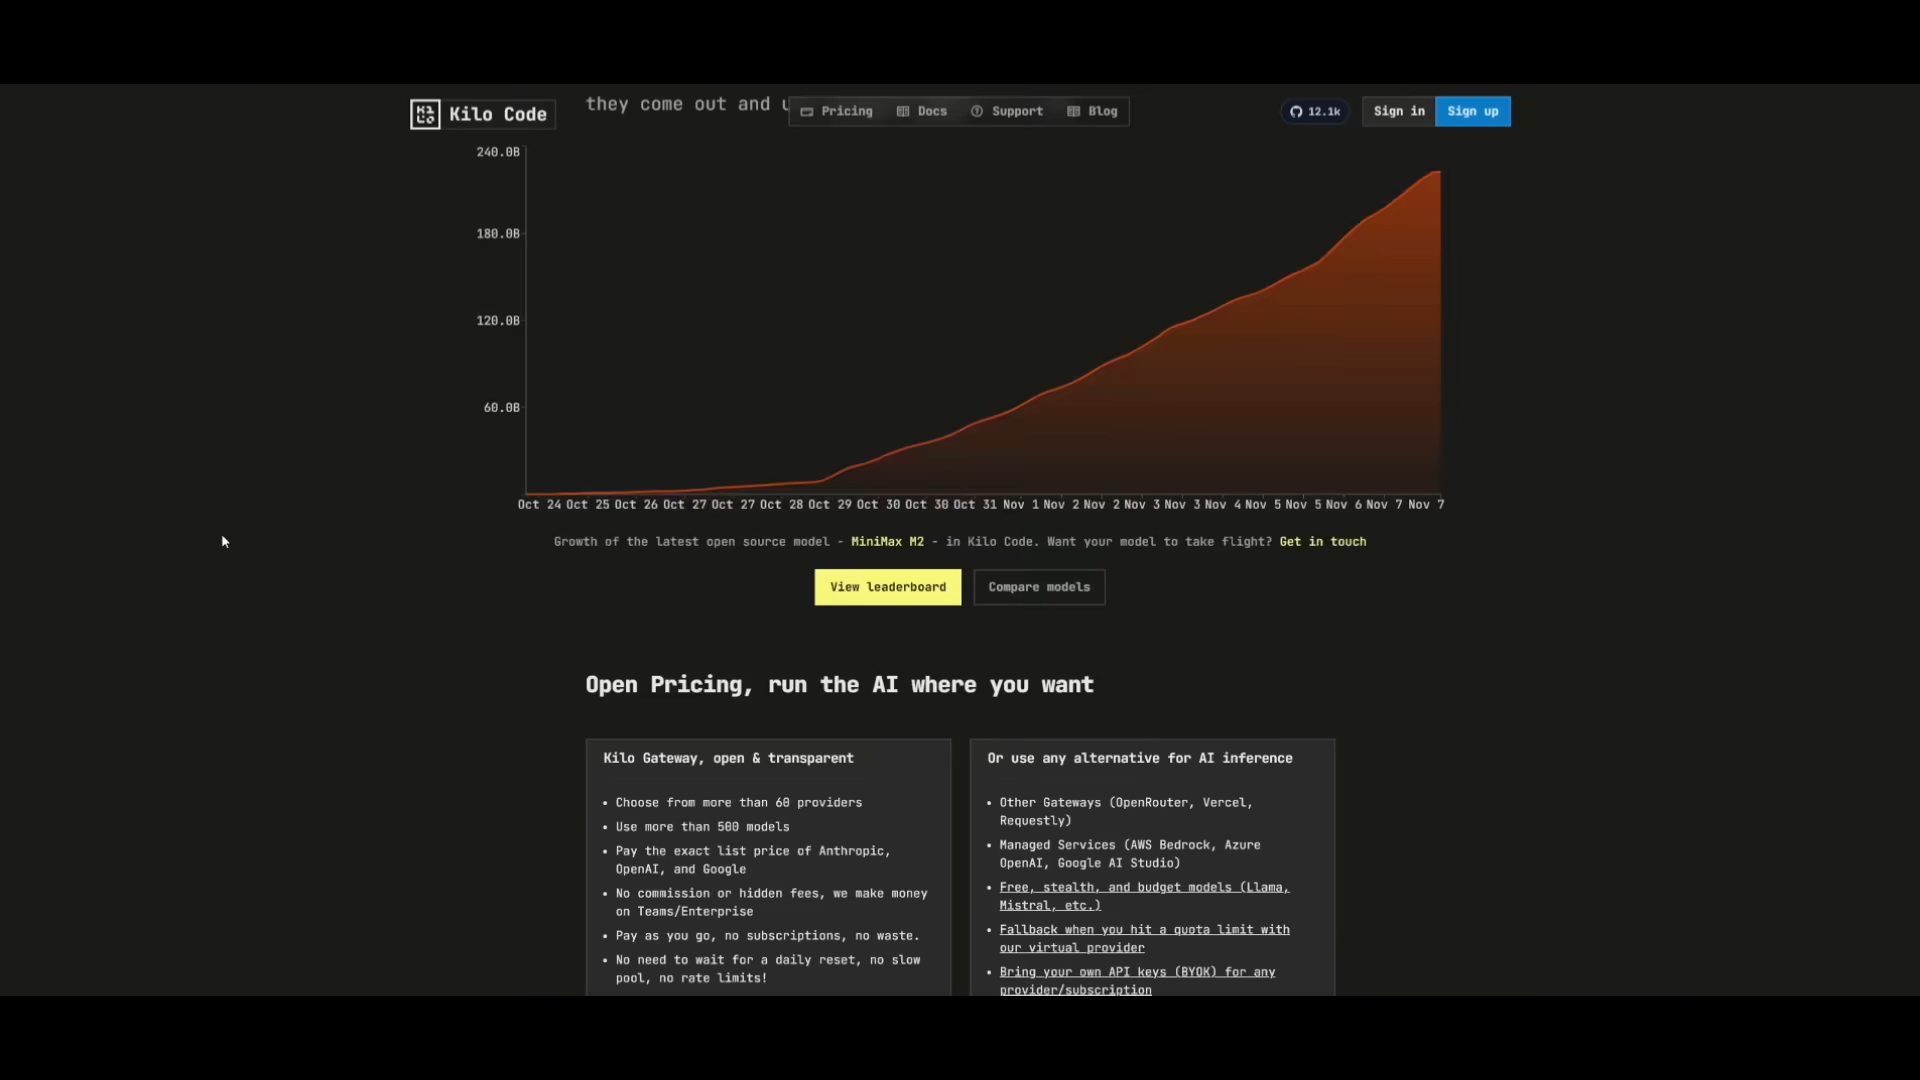 Kilo Code
they come out and u
Pricing
Docs
Support
Blog
12.1k
Sign in
Sign up
240.0B
180.0B
120.0B
60.0B
Oct 24 Oct 25 Oct 26 Oct 27 Oct 27 Oct 28 Oct 29 Oct 30 Oct 30 Oct 31 Nov 1 Nov 2 Nov 2 Nov 3 Nov 3 Nov 4 Nov 5 Nov 5 Nov 6 Nov 7 Nov 7
Growth of the latest open source model - MiniMax M2 - in Kilo Code. Want your model to take flight? Get in touch
View leaderboard
Compare models
Open Pricing, run the AI where you want
Kilo Gateway, open & transparent
• Choose from more than 60 providers
• Use more than 500 models
• Pay the exact list price of Anthropic,
OpenAI, and Google
• No commission or hidden fees, we make money
on Teams/Enterprise
• Pay as you go, no subscriptions, no waste.
• No need to wait for a daily reset, no slow
pool, no rate limits!
Or use any alternative for AI inference
• Other Gateways (OpenRouter, Vercel,
Requestly)
• Managed Services (AWS Bedrock, Azure
OpenAI, Google AI Studio)
• Free, stealth, and budget models (Llama,
Mistral, etc.)
• Fallback when you hit a quota limit with
our virtual provider
• Bring your own API keys (BYOK) for any
provider/subscription